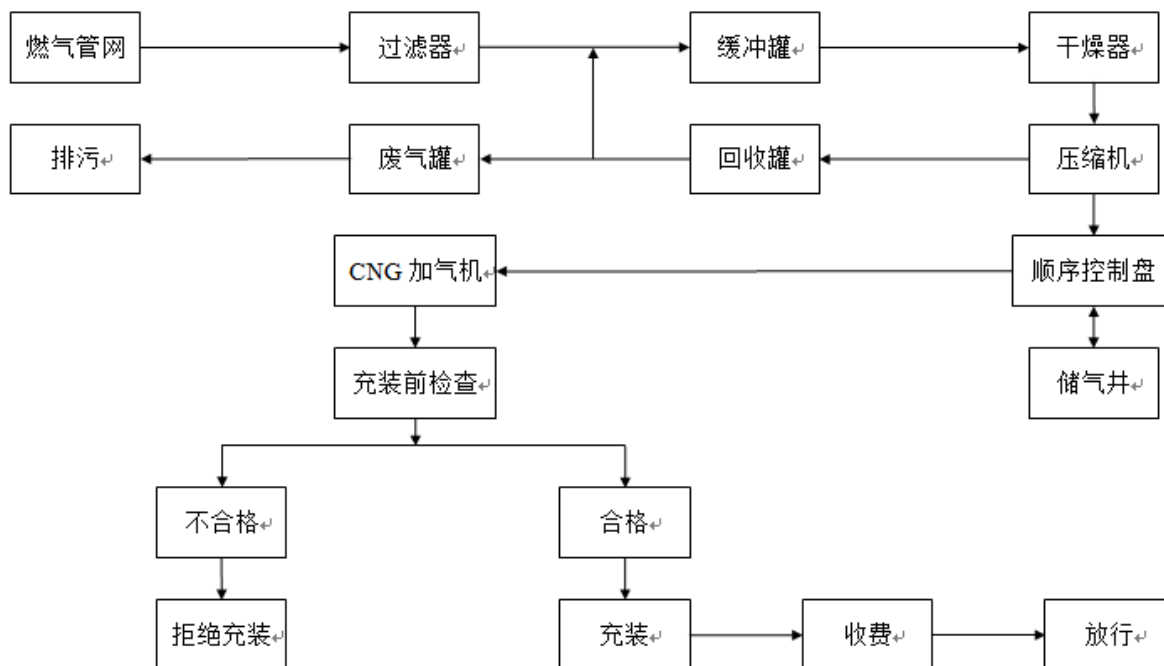 燃气管网
过滤器
缓冲罐
干燥器
排污
废气罐
回收罐
压缩机
CNG 加气机
顺序控制盘
充装前检查
储气井
不合格
合格
拒绝充装
充装
收费
放行